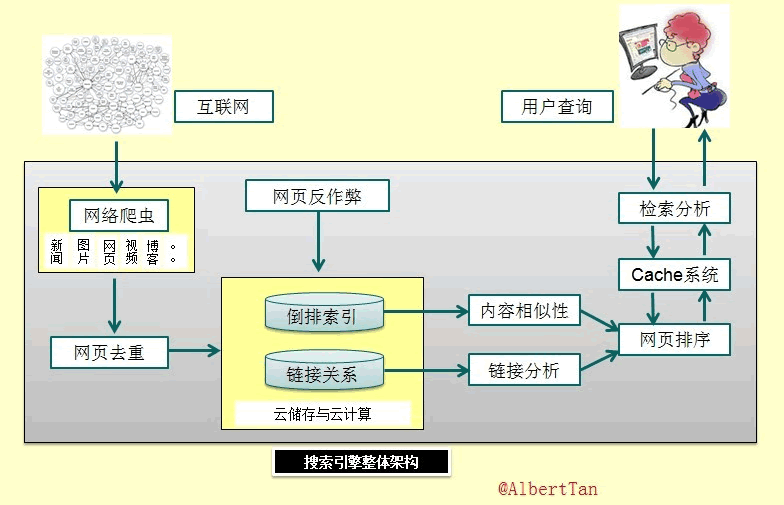 互联网
用户查询
网页反作弊
网络爬虫
新 图 网 视 博 。
闻 片 页 频 客 。
检索分析
Cache系统
倒排索引
内容相似性
网页去重
网页排序
链接关系
链接分析
云储存与云计算
搜索引擎整体架构
@AlbertTan